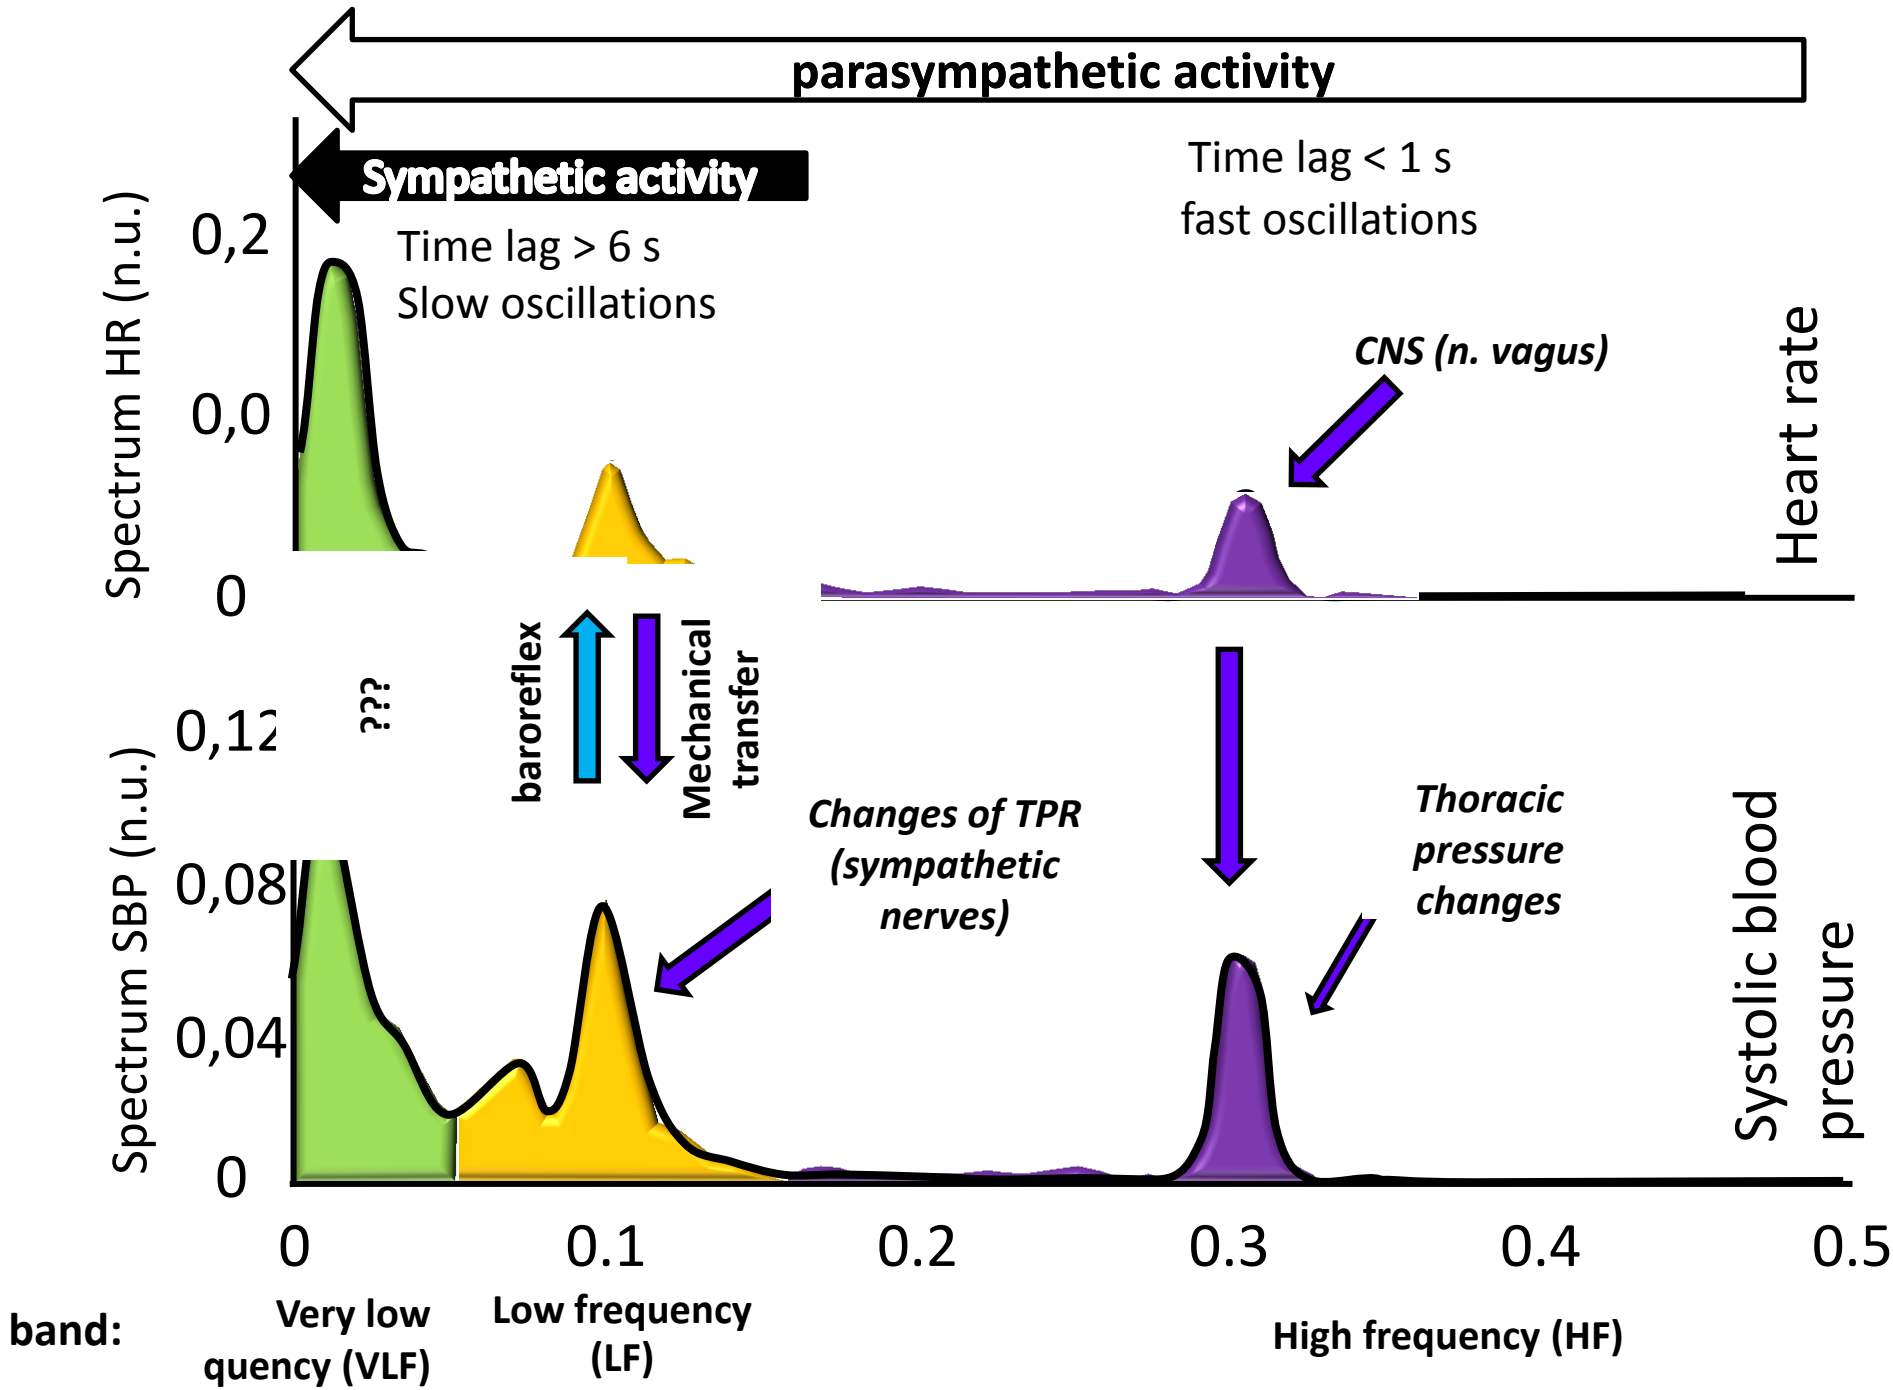 parasympathetic activity
Sympathetic activity
Time lag < 1 s
fast oscillations
Time lag > 6 s
Slow oscillations
Spectrum HR (n.u.)
0,2
0,0
0
CNS (n. vagus)
Heart rate
baroreflex
Mechanical
transfer
???
Spectrum SBP (n.u.)
0,12
0,08
0,04
0
Changes of TPR
(sympathetic
nerves)
Thoracic
pressure
changes
Systolic blood
pressure
0 0.1 0.2 0.3 0.4 0.5
band:
Very low
quency (VLF)
Low frequency
(LF)
High frequency (HF)